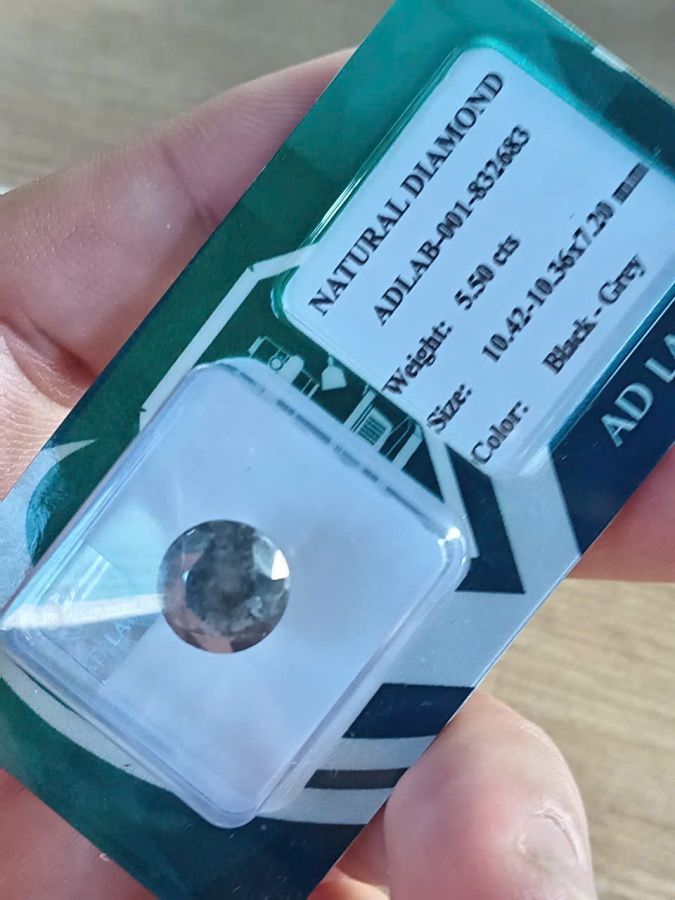 NATURAL DIAMOND
ADLAB-001-832683
Weight: 5.50 cts
Size: 10.42-10.36x7.20 mm
Color: Black - Grey
AD LA